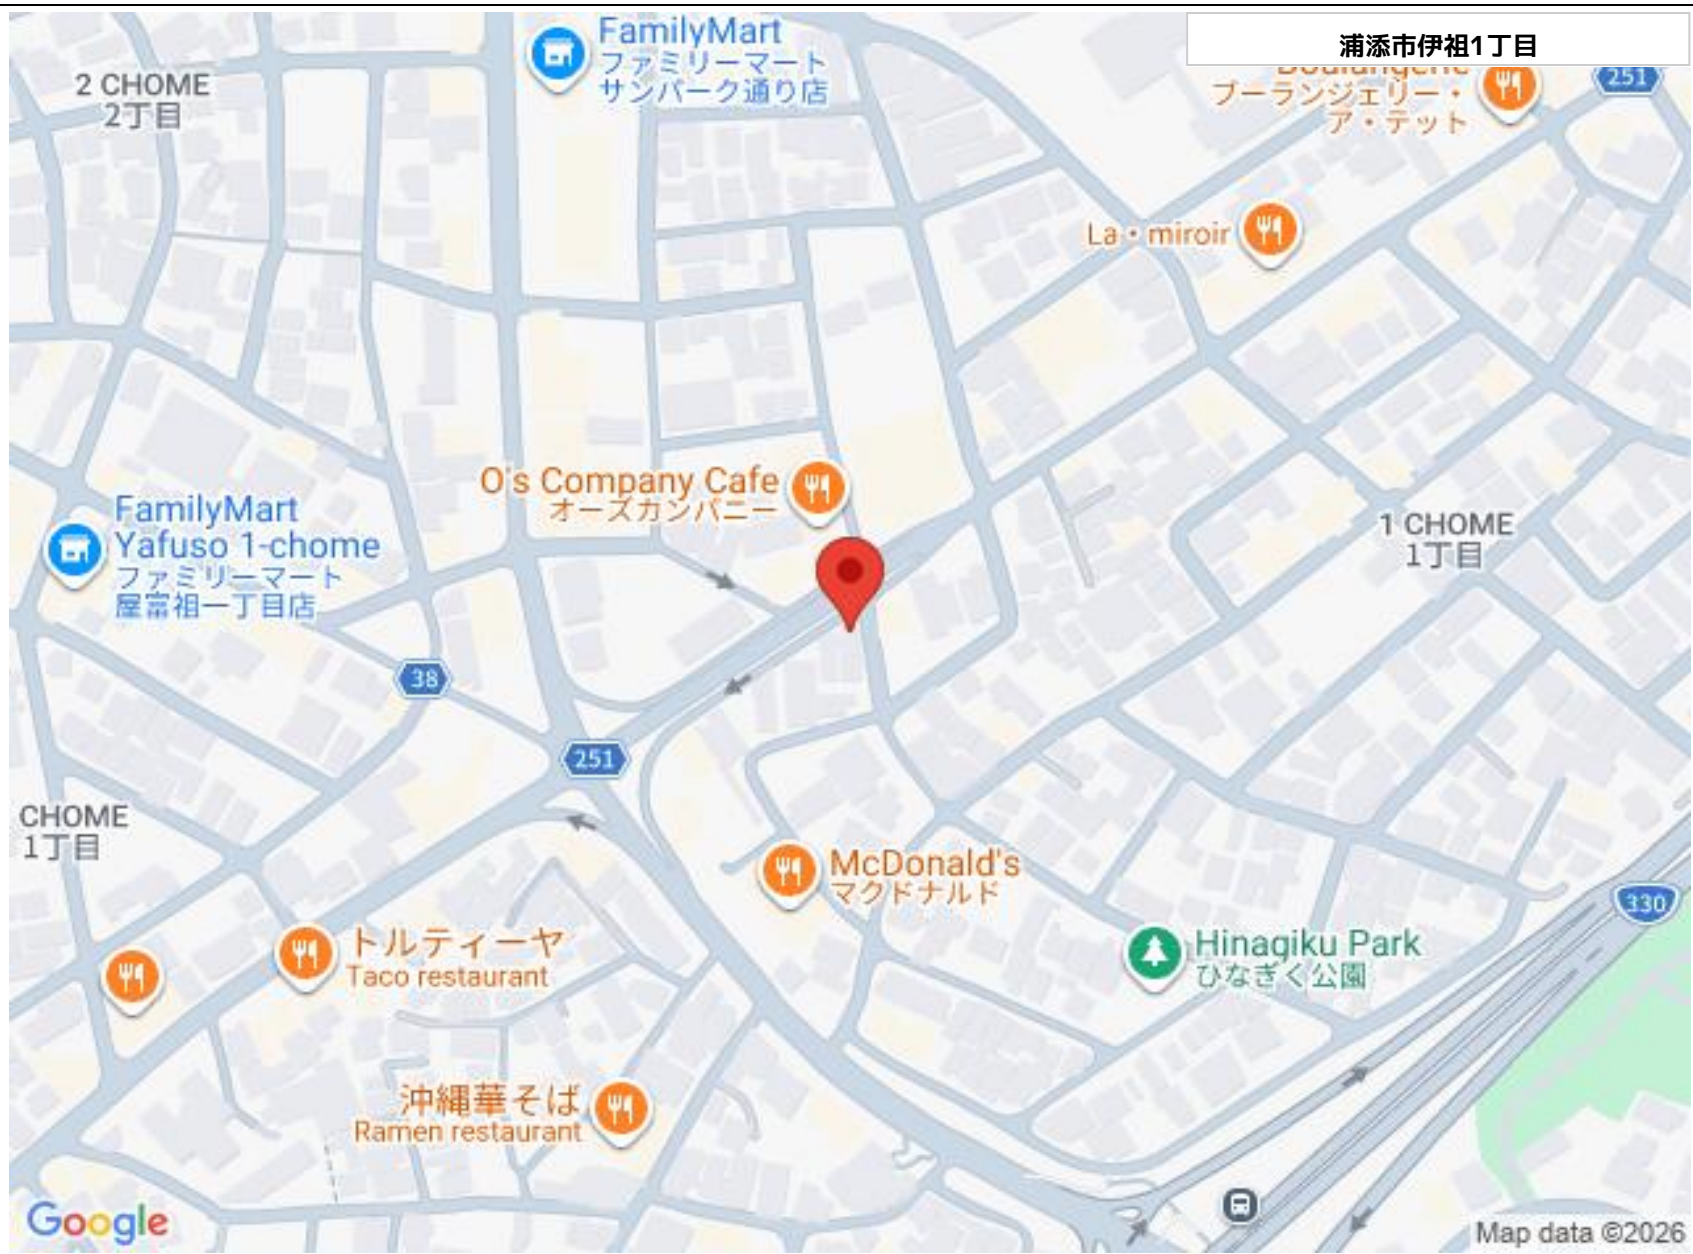 浦添市伊祖1丁目
FamilyMart
ファミリーマート
サンパーク通り店
2 CHOME
2丁目
251
Boulangerie
ブーランジェリー・
ア・テット
La・miroir
O's Company Cafe
オーズカンパニー
FamilyMart
Yafuso 1-chome
ファミリーマート
屋富祖一丁目店
1 CHOME
1丁目
38
251
CHOME
1丁目
McDonald's
マクドナルド
330
トルティーヤ
Taco restaurant
Hinagiku Park
ひなぎく公園
沖縄華そば
Ramen restaurant
Google
Map data ©2026